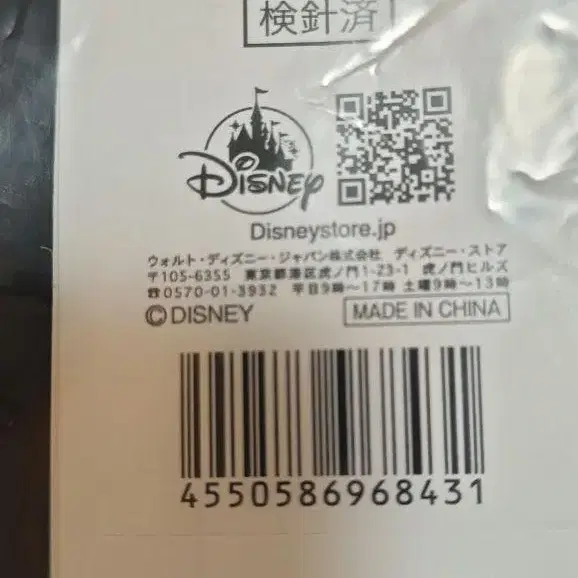 検針済
Disney
Disneystore.jp
ウォルト・ディズニー・ジャパン株式会社　ディズニー・ストア
〒105-6355　東京都港区虎ノ門1-23-1　虎ノ門ヒルズ
☎0570-01-3932　平日9時〜17時 土曜9時〜13時
©DISNEY
MADE IN CHINA
4550586968431